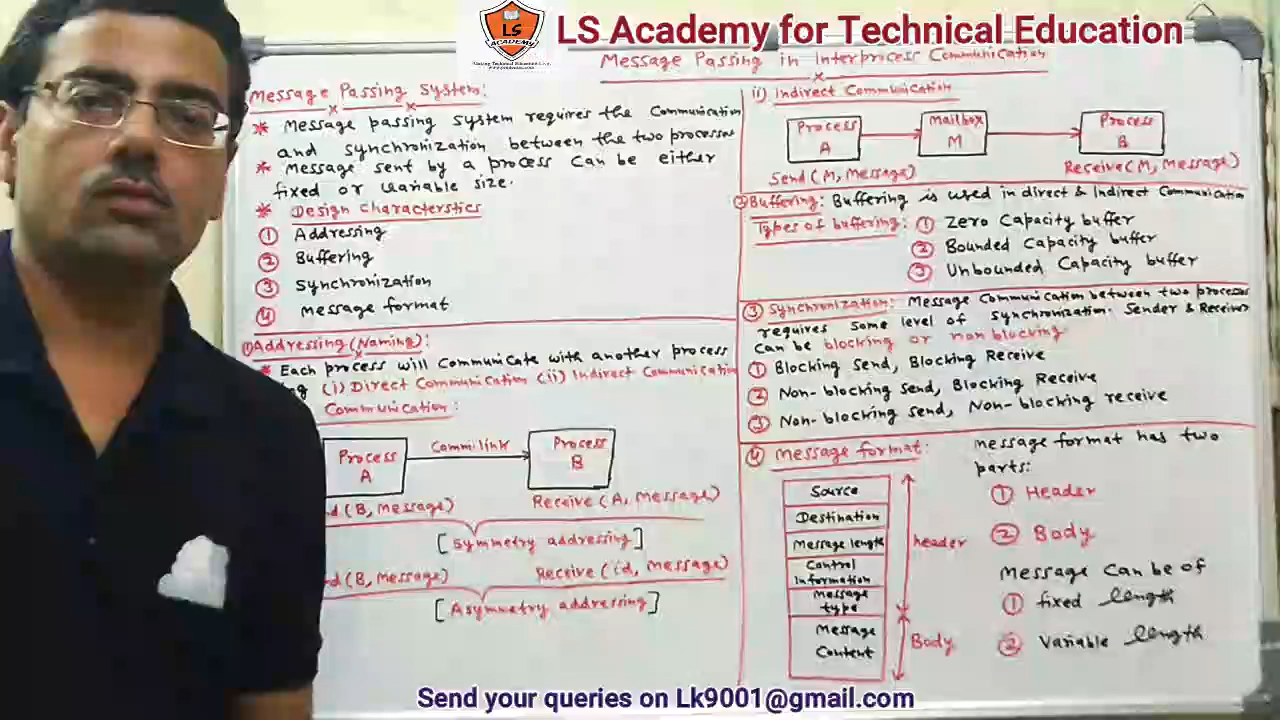 LS Academy for Technical Education
LS
ACADEMY
Message Passing in Interprocess Communication
Message Passing System:
* Message passing system requires the Communication
and synchronization between the two processes
* Message sent by a process can be either
fixed or variable size.
* Design Characterstics
① Addressing
② Buffering
③ Synchronization
④ Message format
① Addressing (Naming):
* Each process will Communicate with another process
(i) Direct Communication (ii) Indirect Communication
Communication:
Process
A
Comm. link
Process
B
d(B, Message)
Receive (A, Message)
[Symmetry addressing]
d(B, Message)
Receive (id, Message)
[Asymmetry addressing]
ii) Indirect Communication
Process
A
Mailbox
M
Process
B
Send (M, Message)
Receive (M, Message)
② Buffering: Buffering is used in direct & Indirect Communication
Types of buffering: ① Zero Capacity buffer
② Bounded Capacity buffer
③ Unbounded Capacity buffer
③ Synchronization: Message Communication between two processes
requires some level of synchronization. Sender & Receiver
can be blocking or non blocking
① Blocking Send, Blocking Receive
② Non-blocking send, Blocking Receive
③ Non-blocking send, Non-blocking receive
④ Message format:
Message format has two
parts:
① Header
② Body
Message Can be of
① fixed length
② Variable length
Source
Destination
Message length
Control
Information
Message
type
header
Message
Content
Body
Send your queries on Lk9001@gmail.com